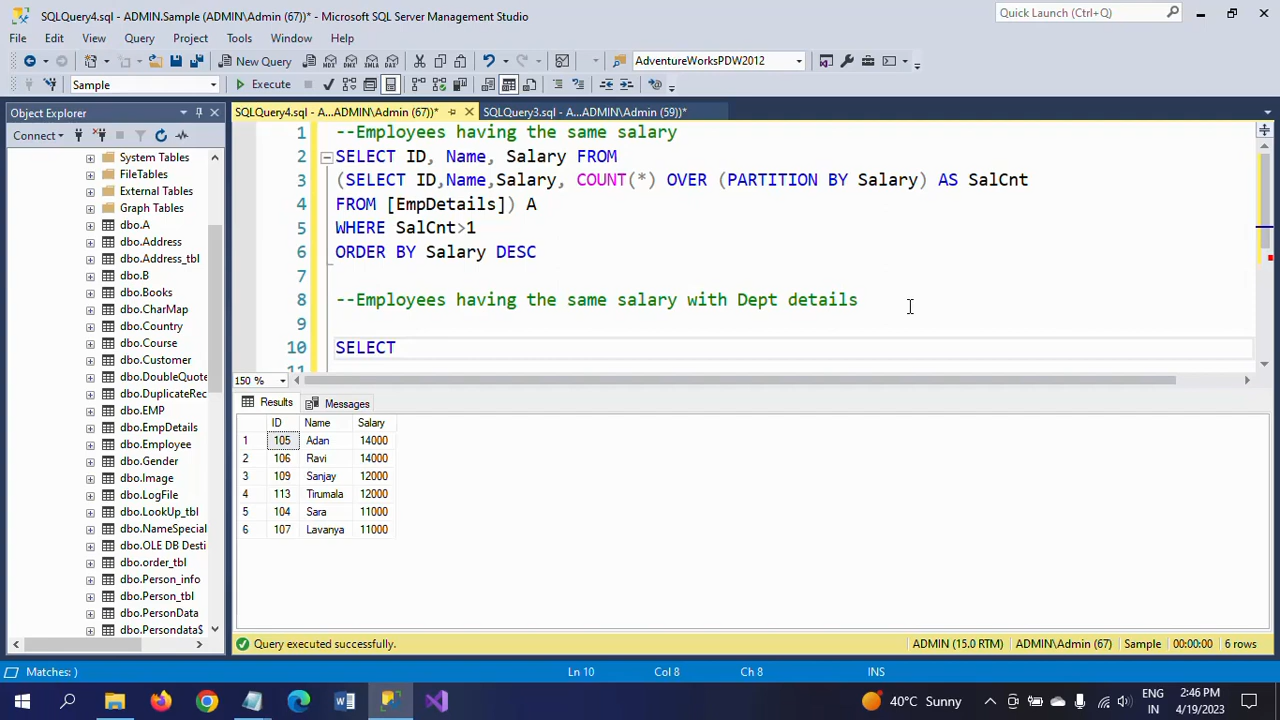 SQLQuery4.sql - ADMIN.Sample (ADMIN\Admin (67))* - Microsoft SQL Server Management Studio
Quick Launch (Ctrl+Q)
File Edit View Query Project Tools Window Help
New Query MDX DMX XMLA DAX AdventureWorksPDW2012
Sample Execute
Object Explorer
SQLQuery4.sql - A...ADMIN\Admin (67))* SQLQuery3.sql - A...ADMIN\Admin (59))*
Connect
System Tables
FileTables
External Tables
Graph Tables
dbo.A
dbo.Address
dbo.Address_tbl
dbo.B
dbo.Books
dbo.CharMap
dbo.Country
dbo.Course
dbo.Customer
dbo.DoubleQuote
dbo.DuplicateRec
dbo.EMP
dbo.EmpDetails
dbo.Employee
dbo.Gender
dbo.Image
dbo.LogFile
dbo.LookUp_tbl
dbo.NameSpecial
dbo.OLE DB Desti
dbo.order_tbl
dbo.Person_info
dbo.Person_tbl
dbo.PersonData
dbo.Persondata$
1 --Employees having the same salary
2 SELECT ID, Name, Salary FROM
3 (SELECT ID,Name,Salary, COUNT(*) OVER (PARTITION BY Salary) AS SalCnt
4 FROM [EmpDetails]) A
5 WHERE SalCnt>1
6 ORDER BY Salary DESC
7
8 --Employees having the same salary with Dept details
9
10 SELECT
11
150 %
Results Messages
ID Name Salary
1 105 Adan 14000
2 106 Ravi 14000
3 109 Sanjay 12000
4 113 Tirumala 12000
5 104 Sara 11000
6 107 Lavanya 11000
Query executed successfully. ADMIN (15.0 RTM) ADMIN\Admin (67) Sample 00:00:00 6 rows
Matches: ) Ln 10 Col 8 Ch 8 INS
40°C Sunny ENG IN 2:46 PM 4/19/2023